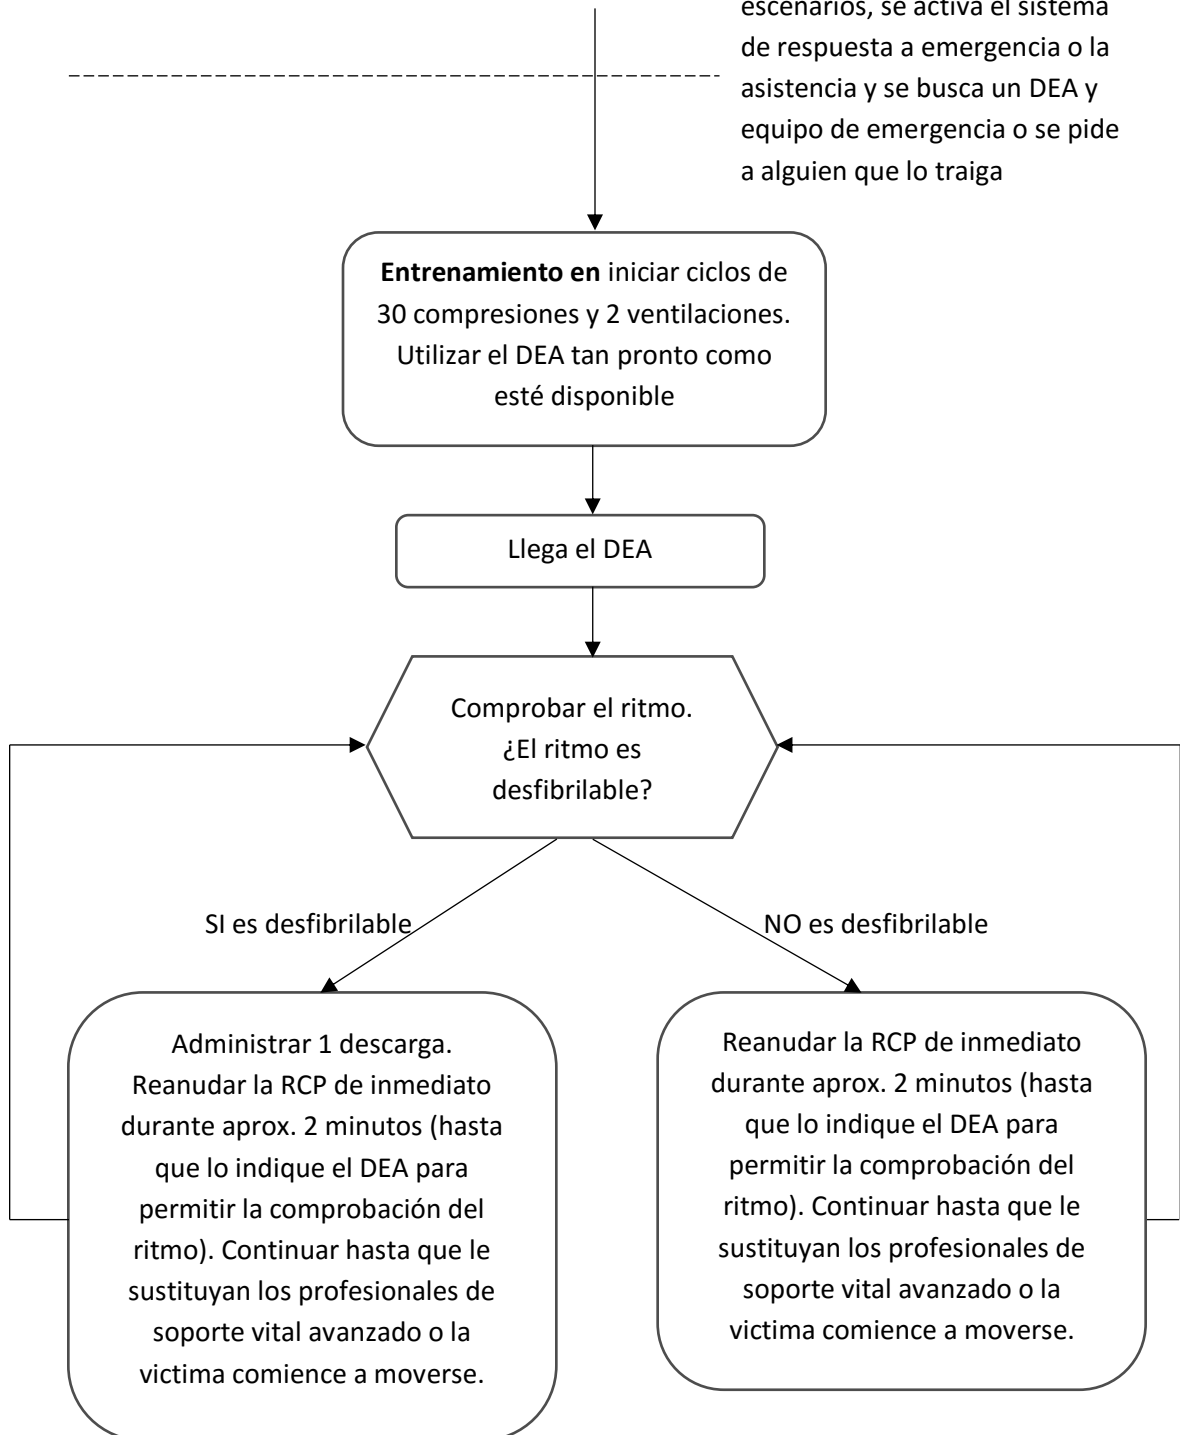 escenarios, se activa el sistema
de respuesta a emergencia o la
asistencia y se busca un DEA y
equipo de emergencia o se pide
a alguien que lo traiga
Entrenamiento en iniciar ciclos de
30 compresiones y 2 ventilaciones.
Utilizar el DEA tan pronto como
esté disponible
Llega el DEA
Comprobar el ritmo.
¿El ritmo es
desfibrilable?
SI es desfibrilable
NO es desfibrilable
Administrar 1 descarga.
Reanudar la RCP de inmediato
durante aprox. 2 minutos (hasta
que lo indique el DEA para
permitir la comprobación del
ritmo). Continuar hasta que le
sustituyan los profesionales de
soporte vital avanzado o la
victima comience a moverse.
Reanudar la RCP de inmediato
durante aprox. 2 minutos (hasta
que lo indique el DEA para
permitir la comprobación del
ritmo). Continuar hasta que le
sustituyan los profesionales de
soporte vital avanzado o la
victima comience a moverse.